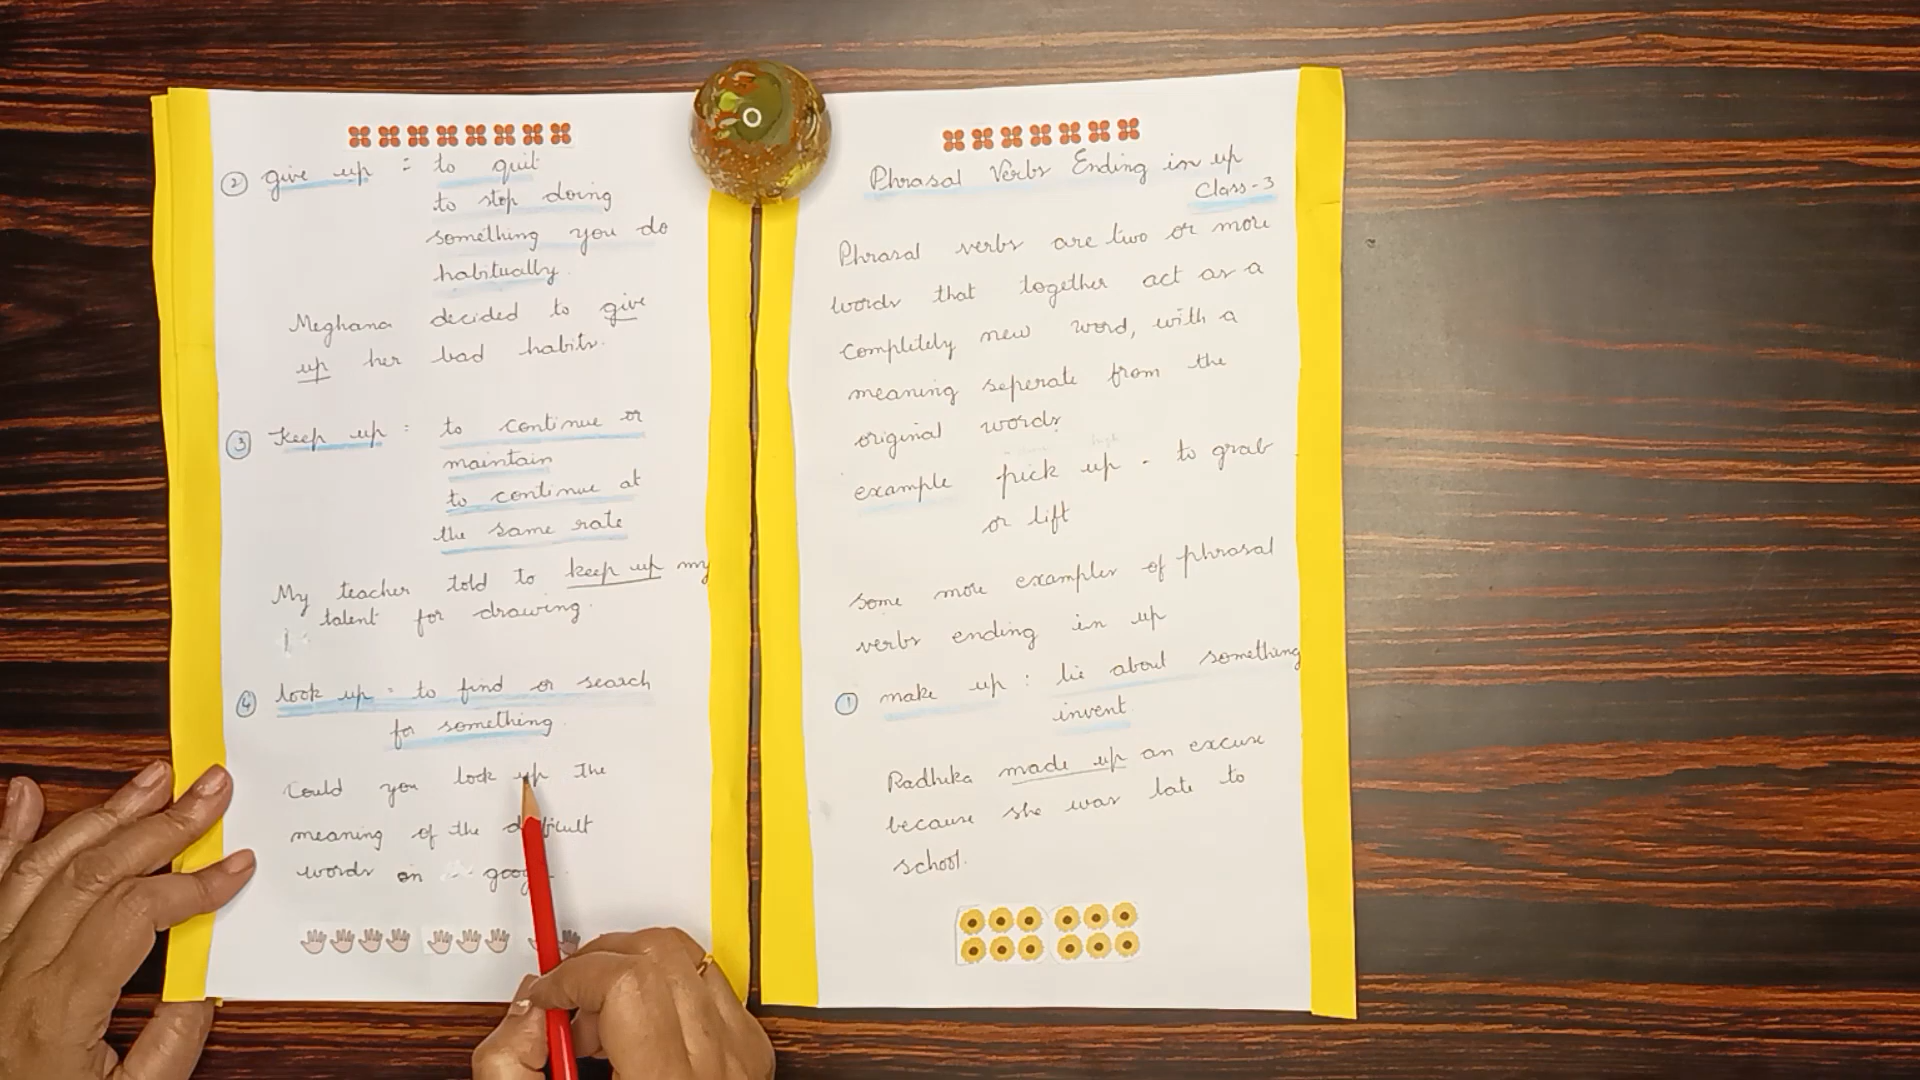 Phrasal Verbs Ending in up
Class-3
Phrasal verbs are two or more
words that together act as a
completely new word, with a
meaning seperate from the
original words
example pick up - to grab
or lift
some more examples of phrasal
verbs ending in up
① make up : lie about something
invent
Radhika made up an excuse
because she was late to
school.
② give up = to quit
to stop doing
something you do
habitually.
Meghana decided to give
up her bad habits.
③ Keep up : to continue or
maintain
to continue at
the same rate
My teacher told to keep up my
talent for drawing.
④ look up - to find or search
for something.
Could you look up the
meaning of the difficult
words on